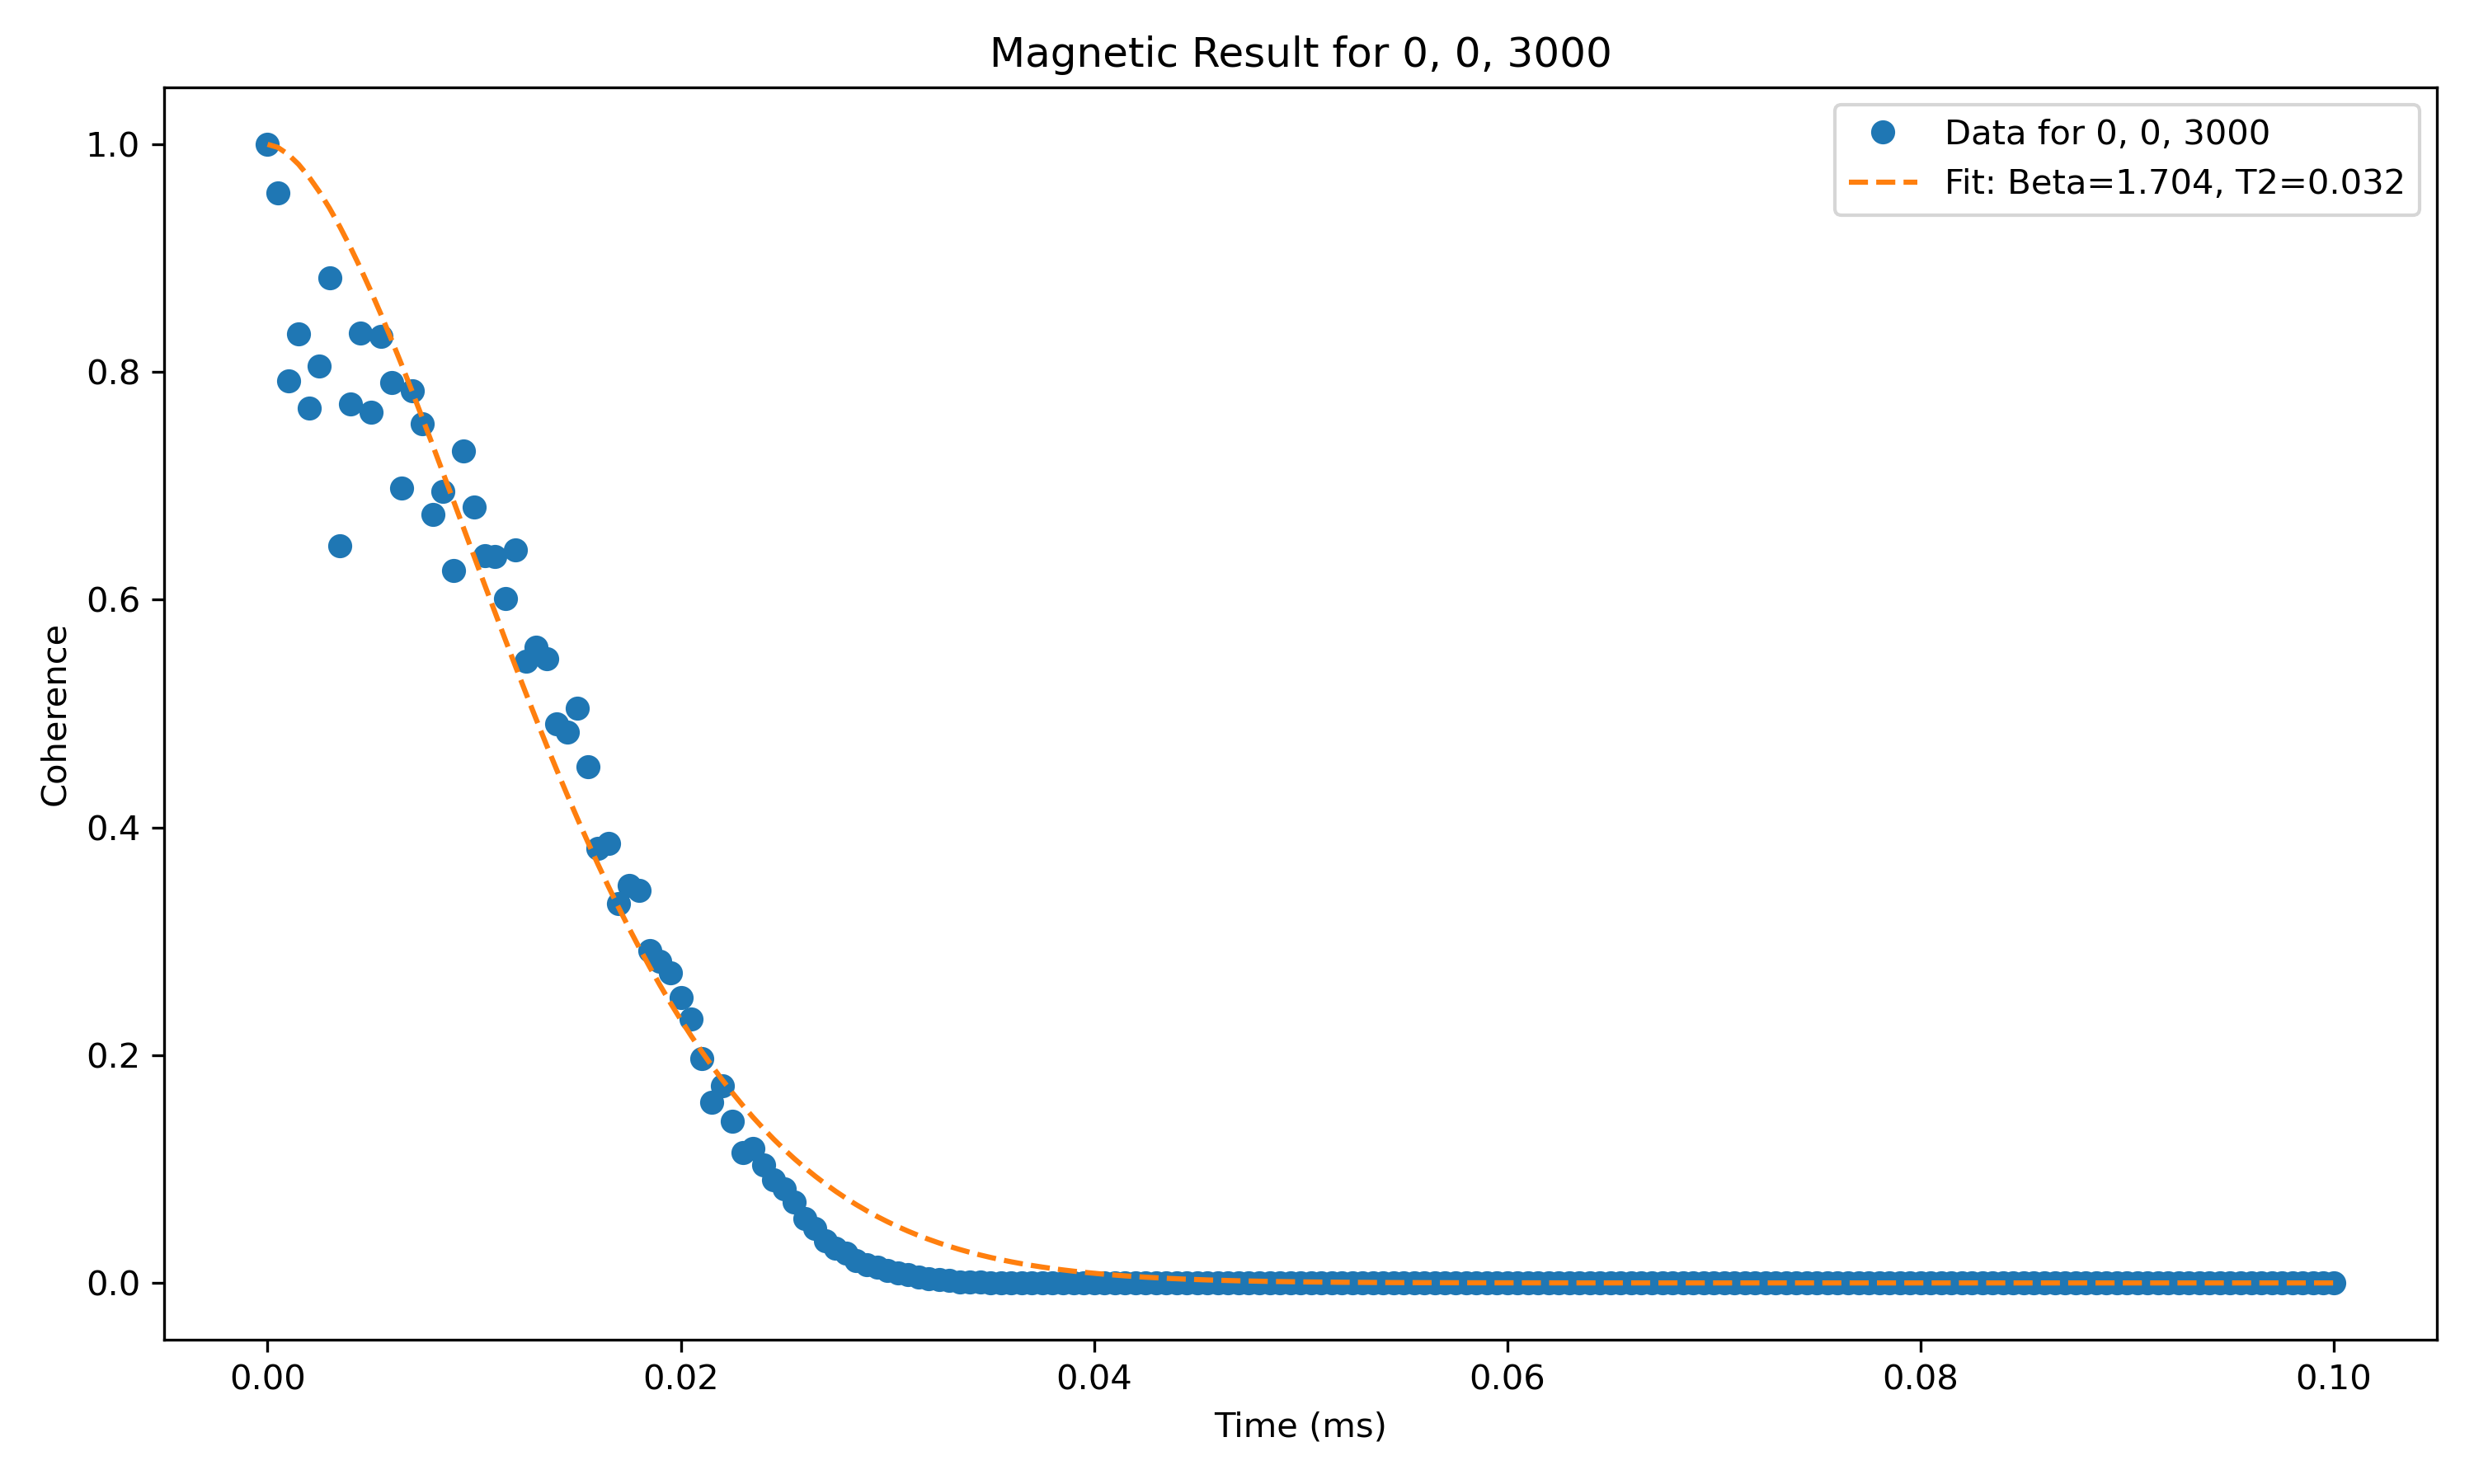 Magnetic Result for 0, 0, 3000
Data for 0, 0, 3000
Fit: Beta=1.704, T2=0.032
Coherence
1.0
0.8
0.6
0.4
0.2
0.0
0.00 0.02 0.04 0.06 0.08 0.10
Time (ms)